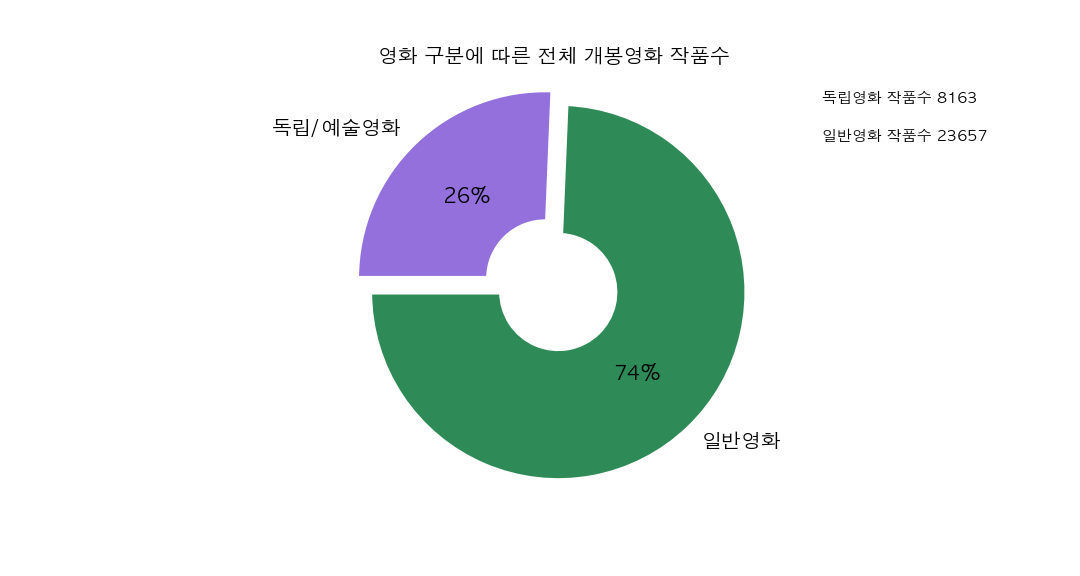 영화 구분에 따른 전체 개봉영화 작품수
독립영화 작품수 8163
일반영화 작품수 23657
독립/예술영화
26%
74%
일반영화